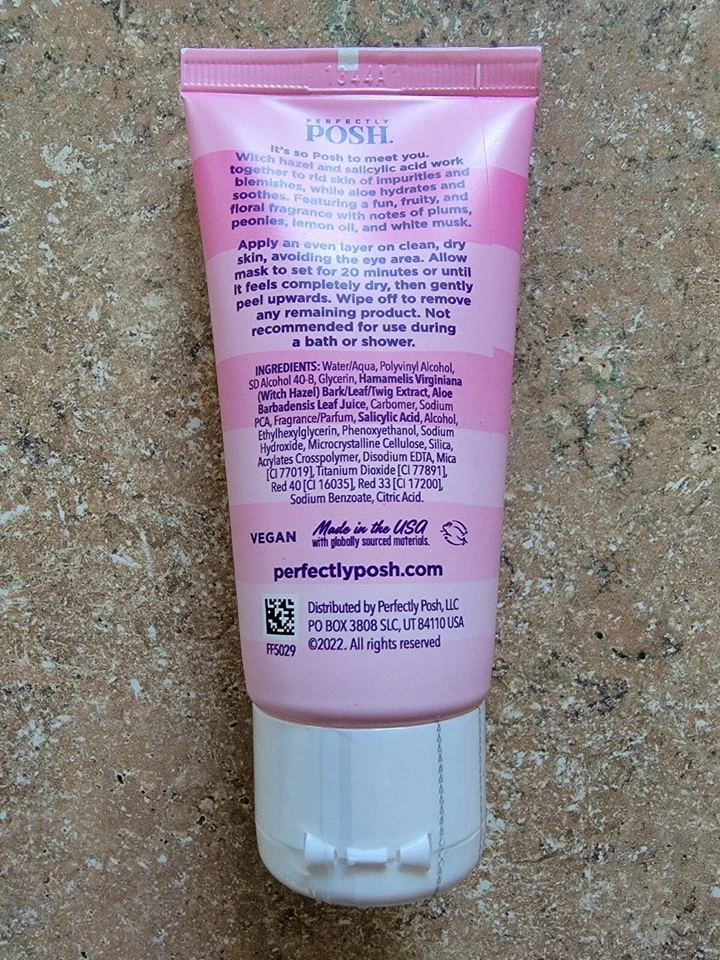 1344A
PERFECTLY
POSH.
It's so Posh to meet you.
Witch hazel and salicylic acid work
together to rid skin of impurities and
blemishes, while aloe hydrates and
soothes. Featuring a fun, fruity, and
floral fragrance with notes of plums,
peonies, lemon oil, and white musk.
Apply an even layer on clean, dry
skin, avoiding the eye area. Allow
mask to set for 20 minutes or until
it feels completely dry, then gently
peel upwards. Wipe off to remove
any remaining product. Not
recommended for use during
a bath or shower.
INGREDIENTS: Water/Aqua, Polyvinyl Alcohol,
SD Alcohol 40-B, Glycerin, Hamamelis Virginiana
(Witch Hazel) Bark/Leaf/Twig Extract, Aloe
Barbadensis Leaf Juice, Carbomer, Sodium
PCA, Fragrance/Parfum, Salicylic Acid, Alcohol,
Ethylhexylglycerin, Phenoxyethanol, Sodium
Hydroxide, Microcrystalline Cellulose, Silica,
Acrylates Crosspolymer, Disodium EDTA, Mica
[CI 77019], Titanium Dioxide [CI 77891],
Red 40 [CI 16035], Red 33 [CI 17200],
Sodium Benzoate, Citric Acid.
VEGAN Made in the USA
with globally sourced materials.
perfectlyposh.com
Distributed by Perfectly Posh, LLC
PO BOX 3808 SLC, UT 84110 USA
FF5029 ©2022. All rights reserved